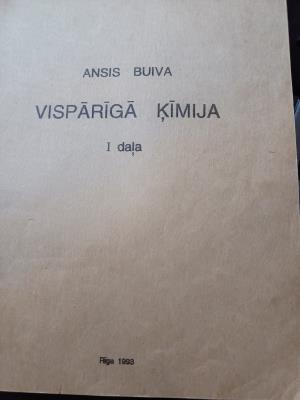 ANSIS BUIVA
VISPĀRĪGĀ ĶĪMIJA
I daļa
Rīga 1993